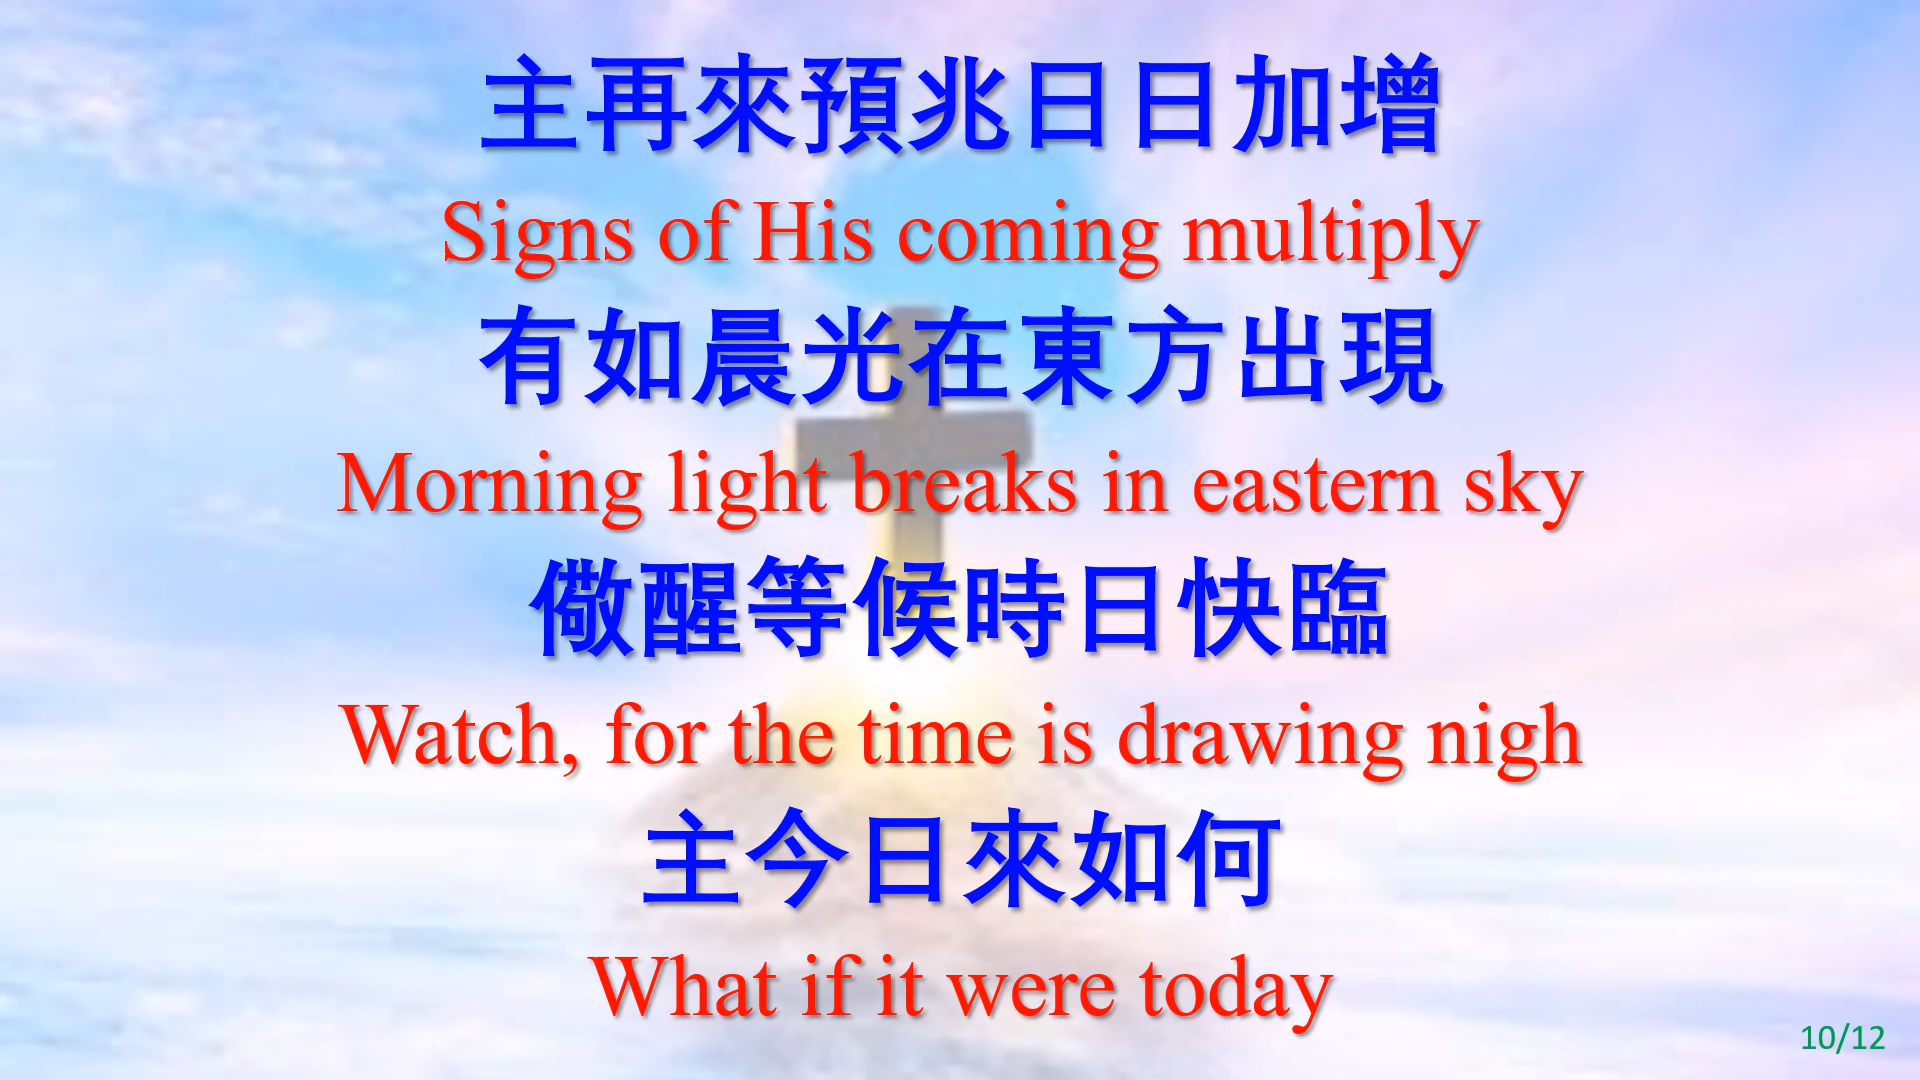 主再來預兆日日加增
Signs of His coming multiply
有如晨光在東方出現
Morning light breaks in eastern sky
儆醒等候時日快臨
Watch, for the time is drawing nigh
主今日來如何
What if it were today
10/12